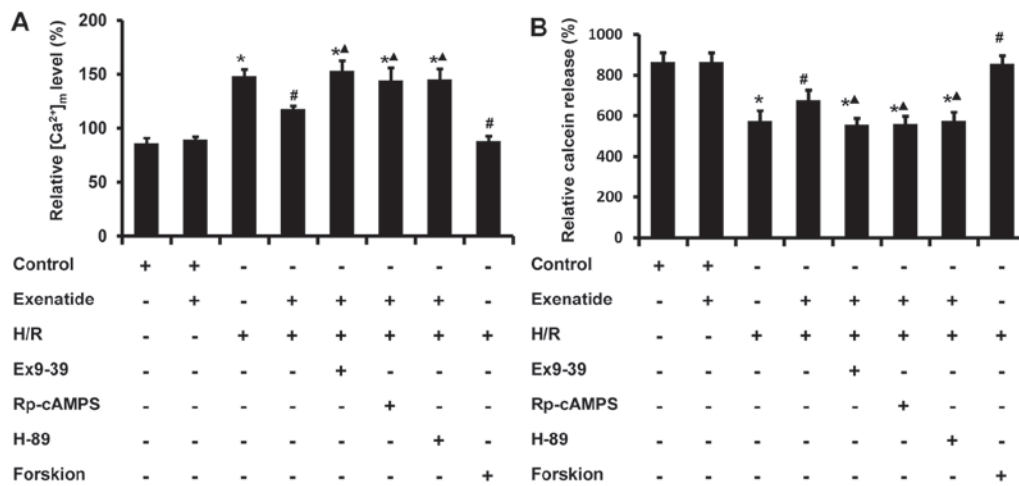 A
Relative [Ca²⁺]m level (%)
200
150
100
50
0
* # *▲ *▲ *▲ #
Control + + - - - - - -
Exenatide - + - + + + + -
H/R - - + + + + + +
Ex9-39 - - - - + - - -
Rp-cAMPS - - - - - + - -
H-89 - - - - - - + -
Forskion - - - - - - - +
B
Relative calcein release (%)
1000
800
600
400
200
0
* # *▲ *▲ *▲ #
Control + + - - - - - -
Exenatide - + - + + + + -
H/R - - + + + + + +
Ex9-39 - - - - + - - -
Rp-cAMPS - - - - - + - -
H-89 - - - - - - + -
Forskion - - - - - - - +